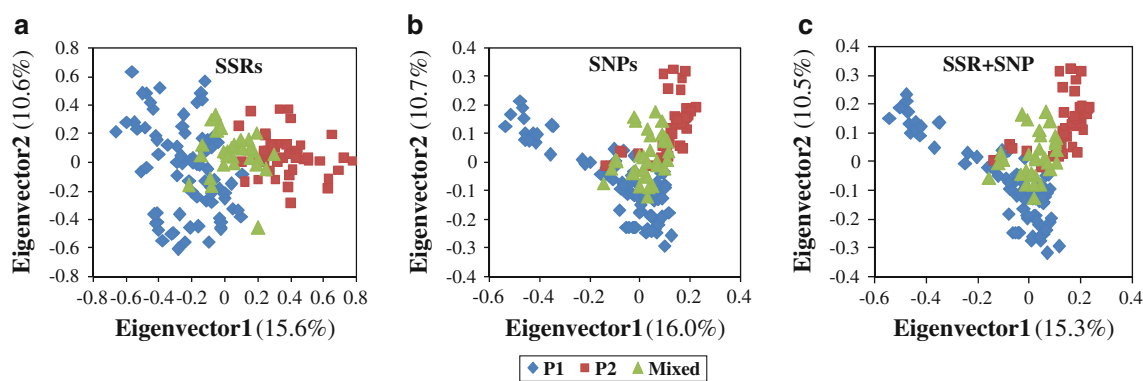 a
SSRs
Eigenvector2 (10.6%)
0.8
0.6
0.4
0.2
0
-0.2
-0.4
-0.6
-0.8
-0.8 -0.6 -0.4 -0.2 0 0.2 0.4 0.6 0.8
Eigenvector1 (15.6%)
b
SNPs
Eigenvector2 (10.7%)
0.4
0.3
0.2
0.1
0
-0.1
-0.2
-0.3
-0.4
-0.6 -0.4 -0.2 0 0.2 0.4
Eigenvector1 (16.0%)
c
SSR+SNP
Eigenvector2 (10.5%)
0.4
0.3
0.2
0.1
0
-0.1
-0.2
-0.3
0.4
-0.6 -0.4 -0.2 0 0.2 0.4
Eigenvector1 (15.3%)
P1 P2 Mixed